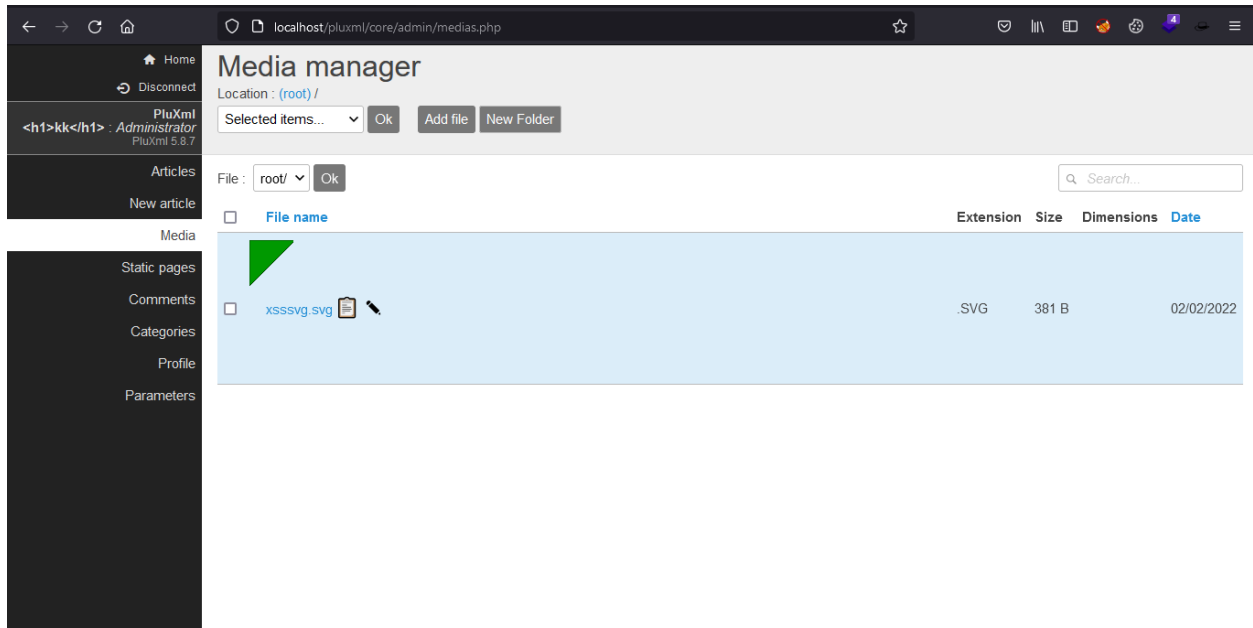 localhost/pluxml/core/admin/medias.php
4
Home
Disconnect
PluXml
<h1>kk</h1> : Administrator
PluXml 5.8.7
Articles
New article
Media
Static pages
Comments
Categories
Profile
Parameters
Media manager
Location : (root) /
Selected items... Ok Add file New Folder
File : root/ Ok Search...
File name Extension Size Dimensions Date
xsssvg.svg .SVG 381 B 02/02/2022